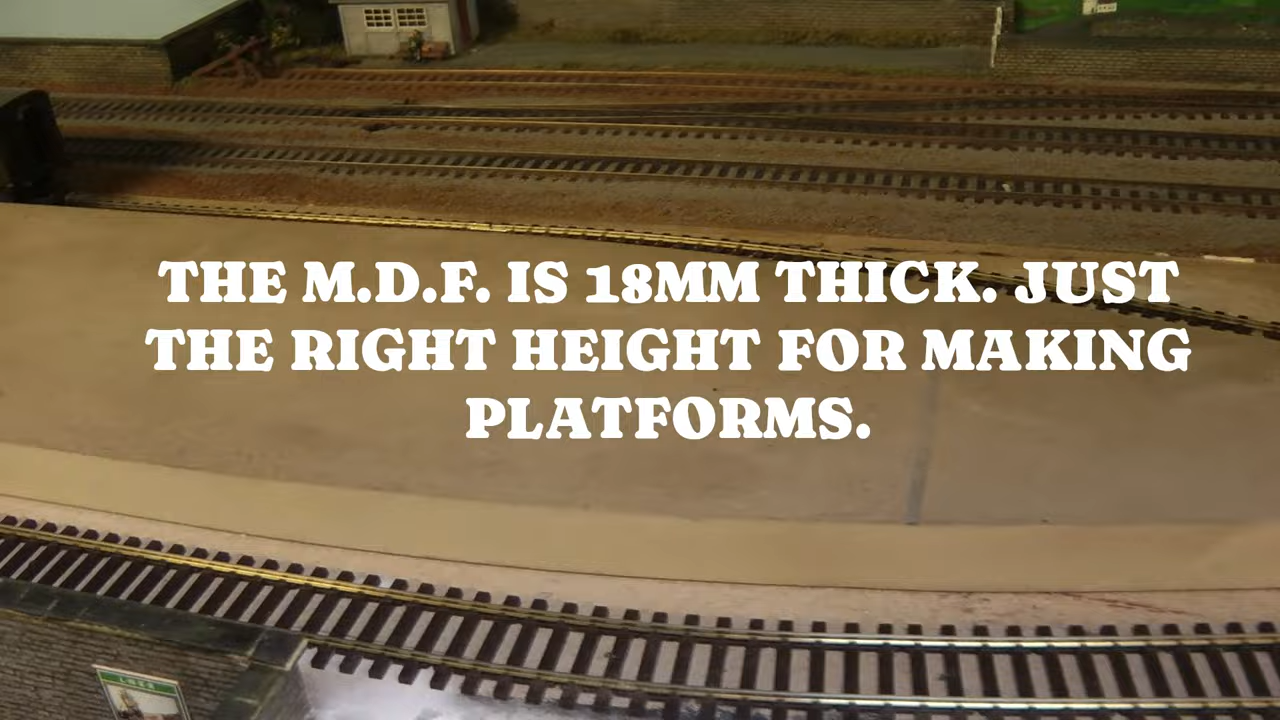 THE M.D.F. IS 18MM THICK. JUST
THE RIGHT HEIGHT FOR MAKING
PLATFORMS.